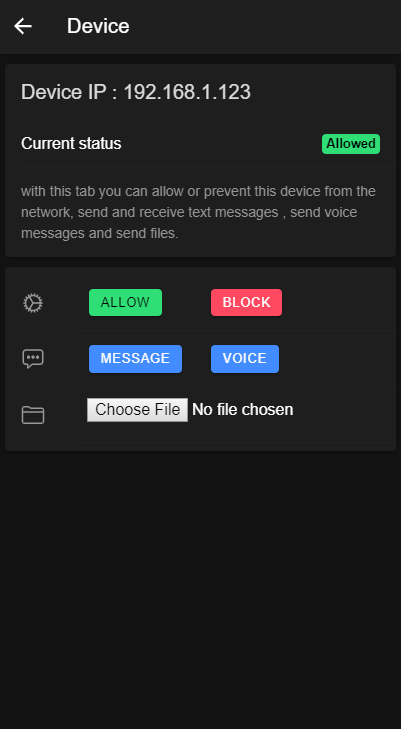 Device
Device IP : 192.168.1.123
Current status Allowed
with this tab you can allow or prevent this device from the
network, send and receive text messages , send voice
messages and send files.
ALLOW BLOCK
MESSAGE VOICE
Choose File No file chosen